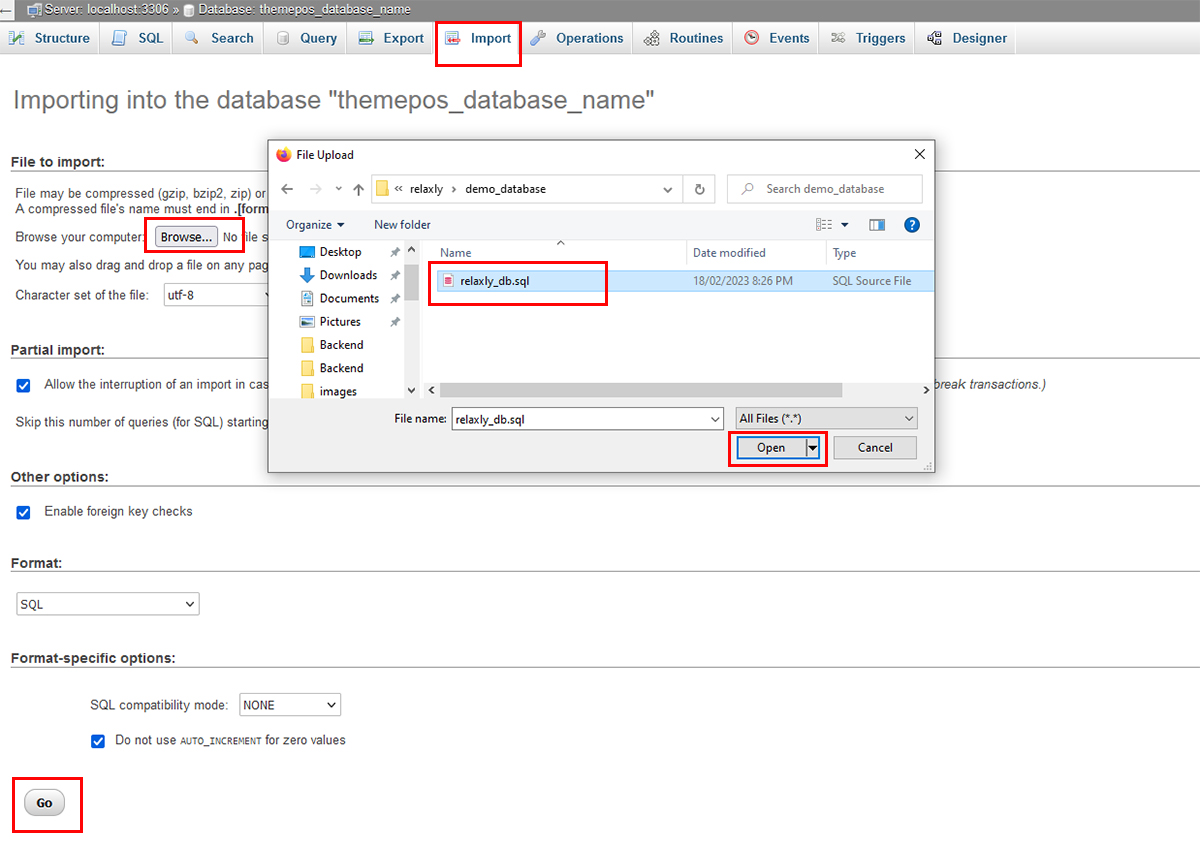 Server: localhost:3306 » Database: themepos_database_name
Structure SQL Search Query Export Import Operations Routines Events Triggers Designer
Importing into the database "themepos_database_name"
File to import:
File may be compressed (gzip, bzip2, zip) or
A compressed file's name must end in .[form
Browse your computer: Browse... No file s
You may also drag and drop a file on any pag
Character set of the file: utf-8
File Upload
relaxly › demo_database
Search demo_database
Organize New folder
Desktop
Downloads
Documents
Pictures
Backend
Backend
images
Name Date modified Type
relaxly_db.sql 18/02/2023 8:26 PM SQL Source File
File name: relaxly_db.sql All Files (*.*)
Open Cancel
Partial import:
Allow the interruption of an import in cas
break transactions.)
Skip this number of queries (for SQL) starting
Other options:
Enable foreign key checks
Format:
SQL
Format-specific options:
SQL compatibility mode: NONE
Do not use AUTO_INCREMENT for zero values
Go